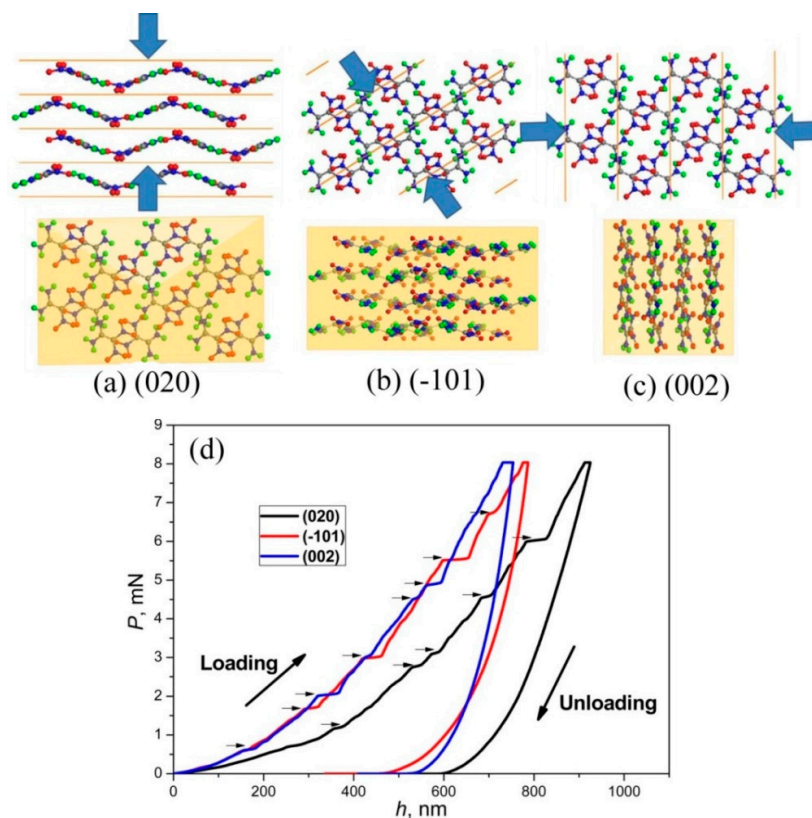 (a) (020)
(b) (-101)
(c) (002)
(d)
9
8
7
6
5
4
3
2
1
0
P, mN
(020)
(-101)
(002)
Loading
Unloading
0
200
400
600
800
1000
h, nm